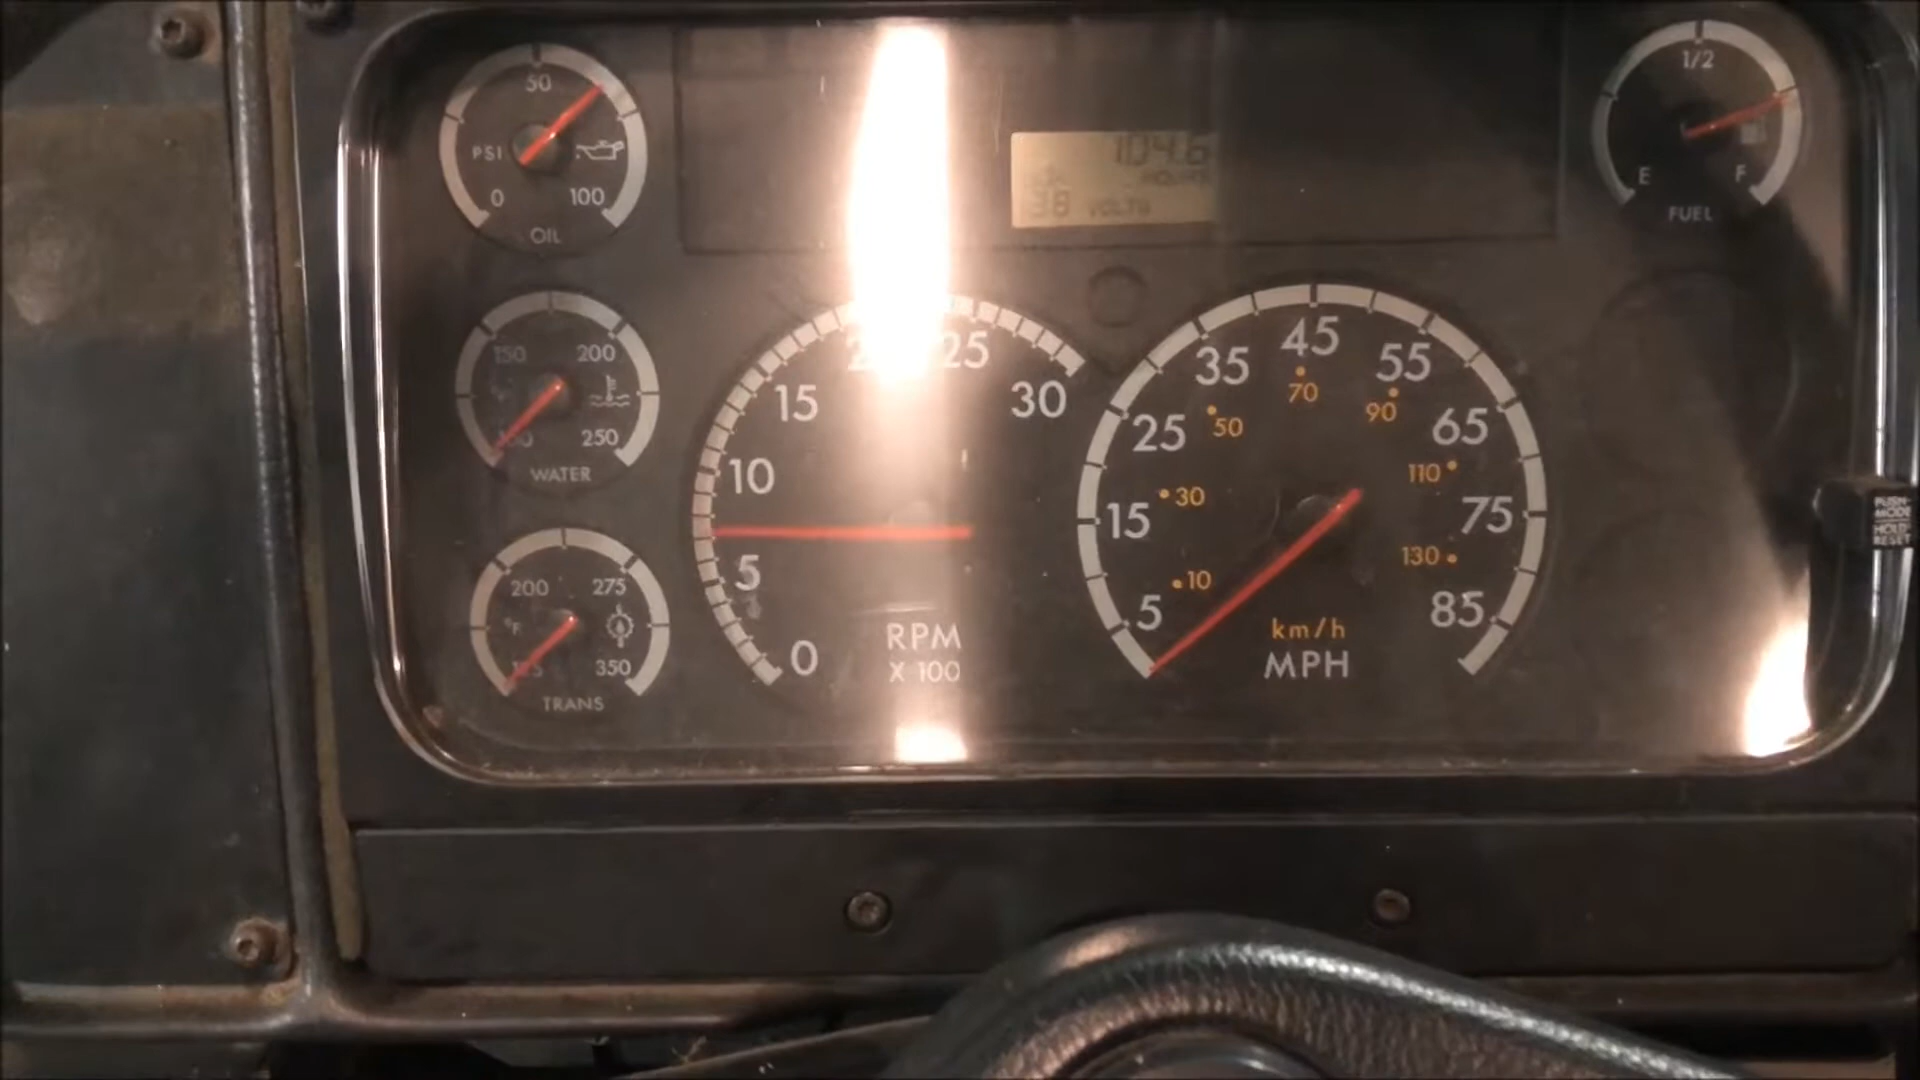 50
PSI
0 100
OIL
104.6
VOLTS
1/2
E F
FUEL
150 200
250
WATER
200 275
°F
350
TRANS
0
5
10
15
25
30
RPM
X 100
5
15
25
35
45
55
65
75
85
10
30
50
70
90
110
130
km/h
MPH
PUSH-
MODE
HOLD-
RESET